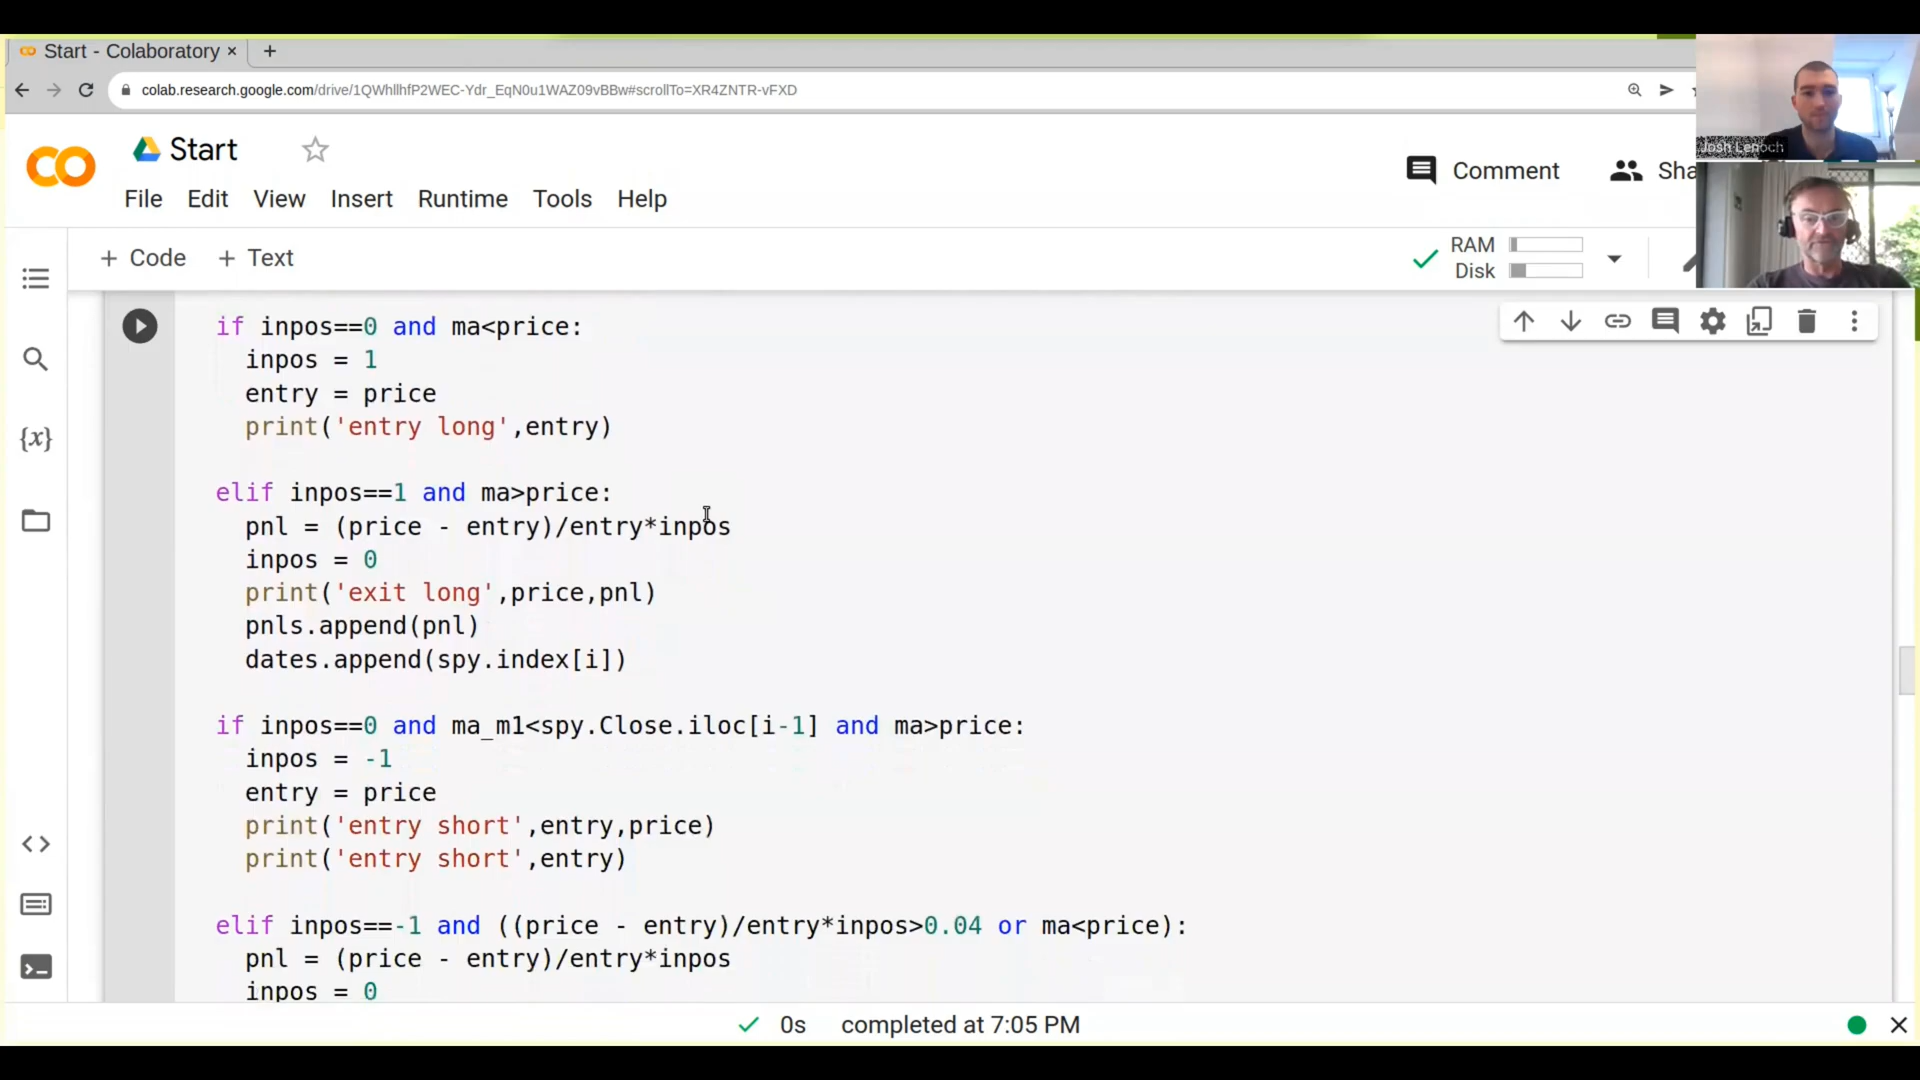 Start - Colaboratory
colab.research.google.com/drive/1QWhllhfP2WEC-Ydr_EqN0u1WAZ09vBBw#scrollTo=XR4ZNTR-vFXD
Start
File Edit View Insert Runtime Tools Help
Comment
Sha
Josh Lenoch
+ Code + Text
RAM
Disk
if inpos==0 and ma<price:
inpos = 1
entry = price
print('entry long',entry)
elif inpos==1 and ma>price:
pnl = (price - entry)/entry*inpos
inpos = 0
print('exit long',price,pnl)
pnls.append(pnl)
dates.append(spy.index[i])
if inpos==0 and ma_m1<spy.Close.iloc[i-1] and ma>price:
inpos = -1
entry = price
print('entry short',entry,price)
print('entry short',entry)
elif inpos==-1 and ((price - entry)/entry*inpos>0.04 or ma<price):
pnl = (price - entry)/entry*inpos
inpos = 0
0s completed at 7:05 PM